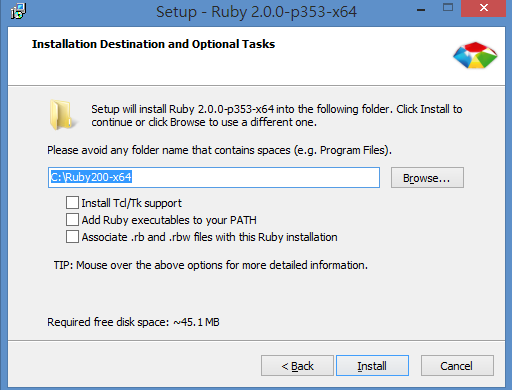 Setup - Ruby 2.0.0-p353-x64
Installation Destination and Optional Tasks
Setup will install Ruby 2.0.0-p353-x64 into the following folder. Click Install to
continue or click Browse to use a different one.
Please avoid any folder name that contains spaces (e.g. Program Files).
C:\Ruby200-x64
Browse...
Install Tcl/Tk support
Add Ruby executables to your PATH
Associate .rb and .rbw files with this Ruby installation
TIP: Mouse over the above options for more detailed information.
Required free disk space: ~45.1 MB
< Back
Install
Cancel